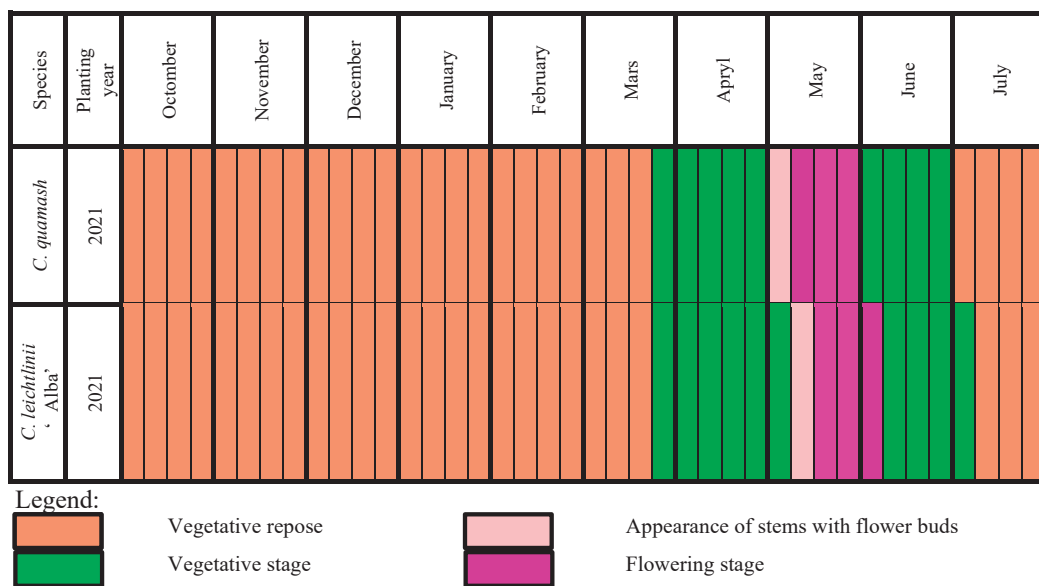 Species
Planting
year
Octomber
November
December
January
February
Mars
Apryl
May
June
July
C. quamash
2021
C. leichtlinii
‘ Alba’
2021
Legend:
Vegetative repose
Appearance of stems with flower buds
Vegetative stage
Flowering stage